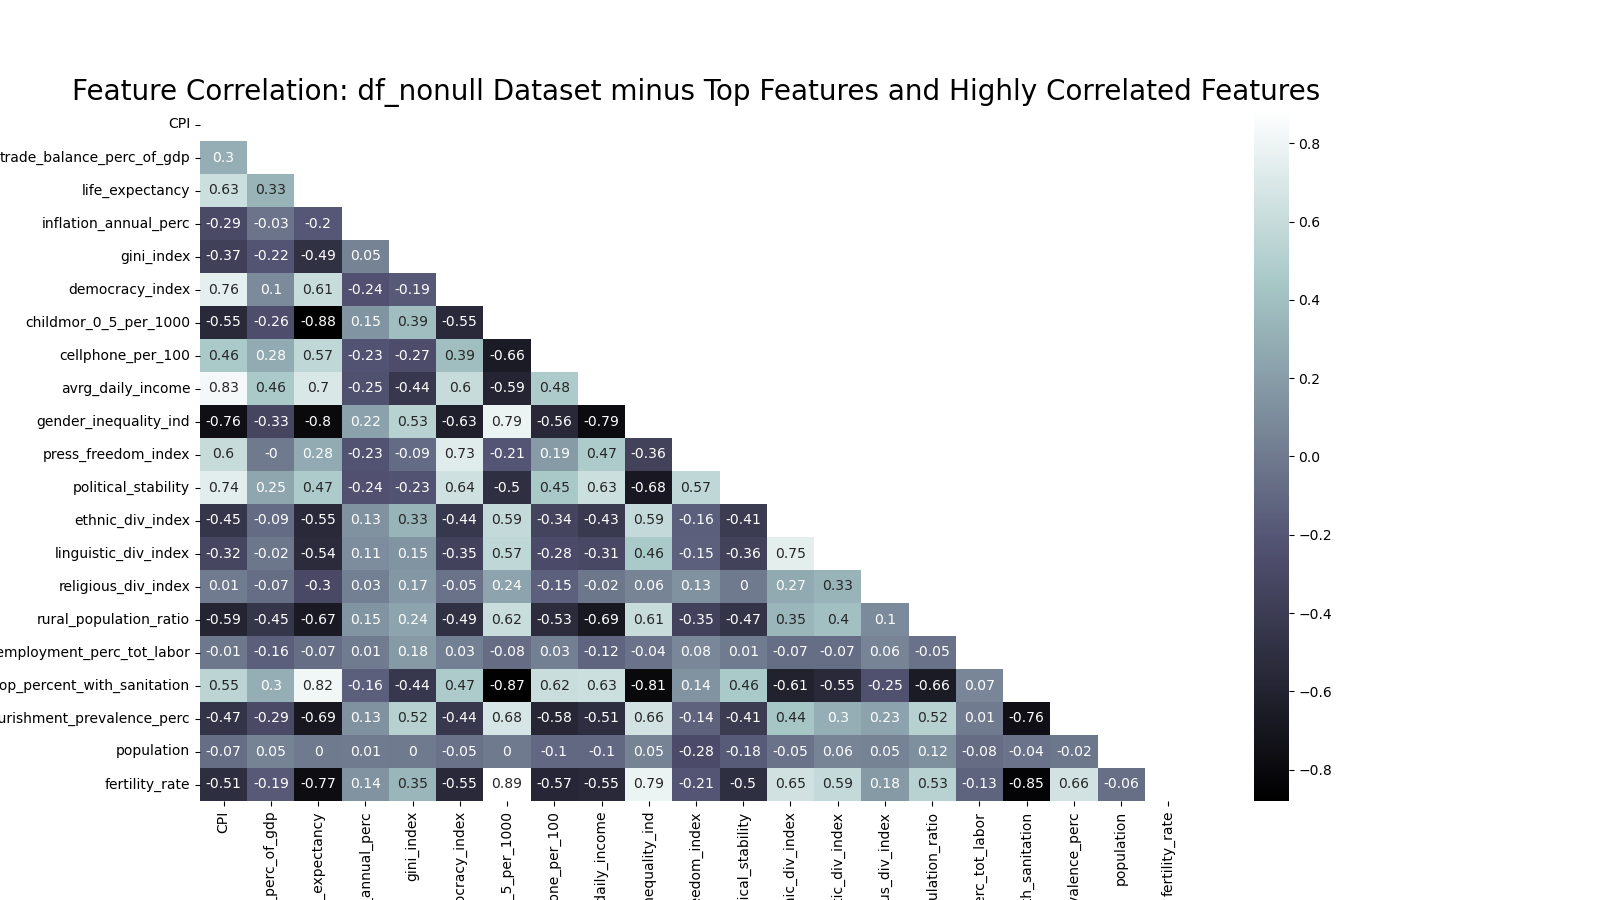 Feature Correlation: df_nonull Dataset minus Top Features and Highly Correlated Features
CPI
trade_balance_perc_of_gdp 0.3
life_expectancy 0.63 0.33
inflation_annual_perc -0.29 -0.03 -0.2
gini_index -0.37 -0.22 -0.49 0.05
democracy_index 0.76 0.1 0.61 -0.24 -0.19
childmor_0_5_per_1000 -0.55 -0.26 -0.88 0.15 0.39 -0.55
cellphone_per_100 0.46 0.28 0.57 -0.23 -0.27 0.39 -0.66
avrg_daily_income 0.83 0.46 0.7 -0.25 -0.44 0.6 -0.59 0.48
gender_inequality_ind -0.76 -0.33 -0.8 0.22 0.53 -0.63 0.79 -0.56 -0.79
press_freedom_index 0.6 -0 0.28 -0.23 -0.09 0.73 -0.21 0.19 0.47 -0.36
political_stability 0.74 0.25 0.47 -0.24 -0.23 0.64 -0.5 0.45 0.63 -0.68 0.57
ethnic_div_index -0.45 -0.09 -0.55 0.13 0.33 -0.44 0.59 -0.34 -0.43 0.59 -0.16 -0.41
linguistic_div_index -0.32 -0.02 -0.54 0.11 0.15 -0.35 0.57 -0.28 -0.31 0.46 -0.15 -0.36 0.75
religious_div_index 0.01 -0.07 -0.3 0.03 0.17 -0.05 0.24 -0.15 -0.02 0.06 0.13 0 0.27 0.33
rural_population_ratio -0.59 -0.45 -0.67 0.15 0.24 -0.49 0.62 -0.53 -0.69 0.61 -0.35 -0.47 0.35 0.4 0.1
employment_perc_tot_labor -0.01 -0.16 -0.07 0.01 0.18 0.03 -0.08 0.03 -0.12 -0.04 0.08 0.01 -0.07 -0.07 0.06 -0.05
op_percent_with_sanitation 0.55 0.3 0.82 -0.16 -0.44 0.47 -0.87 0.62 0.63 -0.81 0.14 0.46 -0.61 -0.55 -0.25 -0.66 0.07
urishment_prevalence_perc -0.47 -0.29 -0.69 0.13 0.52 -0.44 0.68 -0.58 -0.51 0.66 -0.14 -0.41 0.44 0.3 0.23 0.52 0.01 -0.76
population -0.07 0.05 0 0.01 0 -0.05 0 -0.1 -0.1 0.05 -0.28 -0.18 -0.05 0.06 0.05 0.12 -0.08 -0.04 -0.02
fertility_rate -0.51 -0.19 -0.77 0.14 0.35 -0.55 0.89 -0.57 -0.55 0.79 -0.21 -0.5 0.65 0.59 0.18 0.53 -0.13 -0.85 0.66 -0.06
CPI
_perc_of_gdp
_expectancy
_annual_perc
gini_index
ocracy_index
_5_per_1000
one_per_100
daily_income
nequality_ind
eedom_index
ical_stability
nic_div_index
tic_div_index
us_div_index
ulation_ratio
erc_tot_labor
th_sanitation
valence_perc
population
fertility_rate
0.8
0.6
0.4
0.2
0.0
−0.2
−0.4
−0.6
−0.8